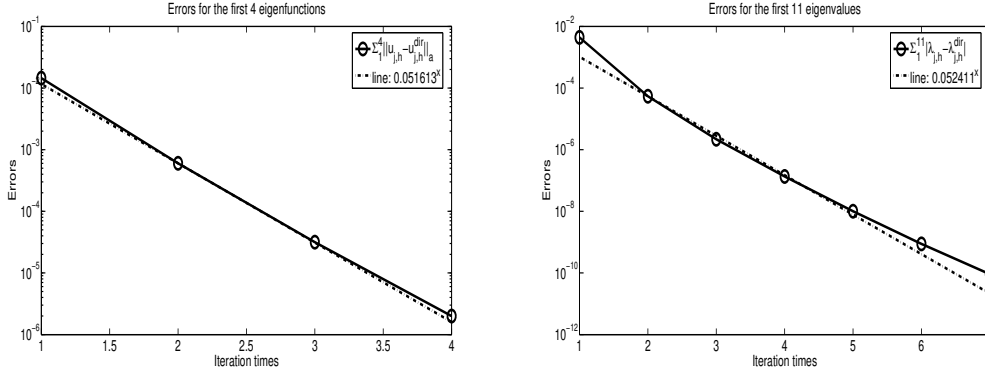 Errors for the first 4 eigenfunctions
10^{-1}
10^{-2}
10^{-3}
10^{-4}
10^{-5}
10^{-6}
Errors
Σ_1^4||u_{j,h}−u_{j,h}^{dir}||_a
line: 0.051613^x
1 1.5 2 2.5 3 3.5 4
Iteration times
Errors for the first 11 eigenvalues
10^{-2}
10^{-4}
10^{-6}
10^{-8}
10^{-10}
10^{-12}
Errors
Σ_1^{11}|λ_{j,h}−λ_{j,h}^{dir}|
line: 0.052411^x
1 2 3 4 5 6
Iteration times